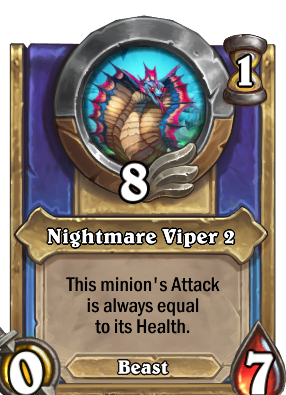 1
8
Nightmare Viper 2
This minion's Attack
is always equal
to its Health.
Beast
0
7